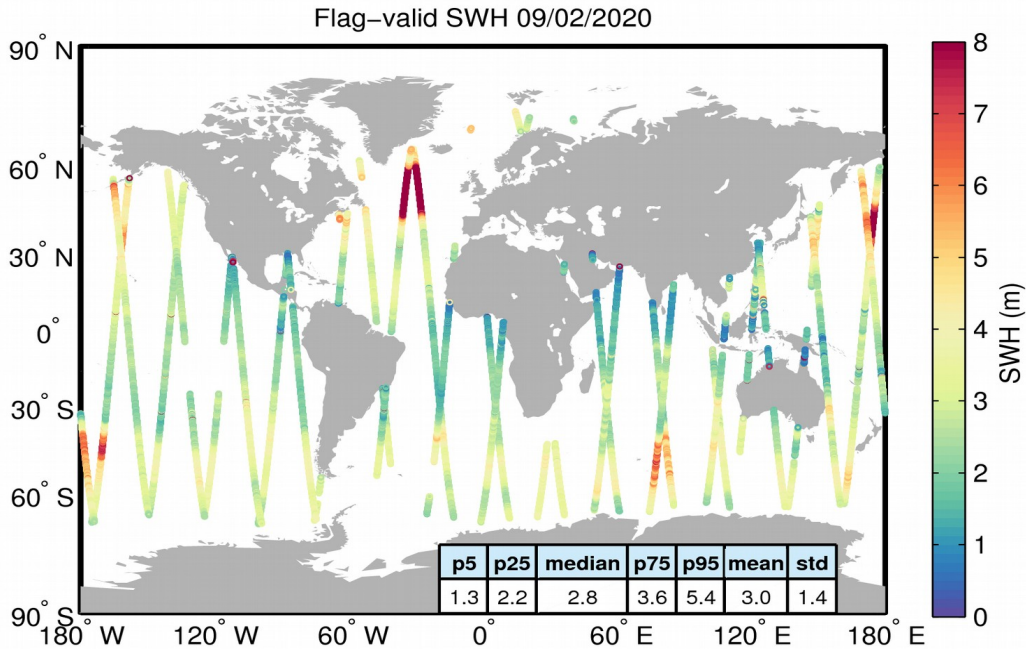 Flag−valid SWH 09/02/2020
90° N
60° N
30° N
0°
30° S
60° S
90° S
180° W 120° W 60° W 0° 60° E 120° E 180° E
p5 p25 median p75 p95 mean std
1.3 2.2 2.8 3.6 5.4 3.0 1.4
8
7
6
5
4
3
2
1
0
SWH (m)